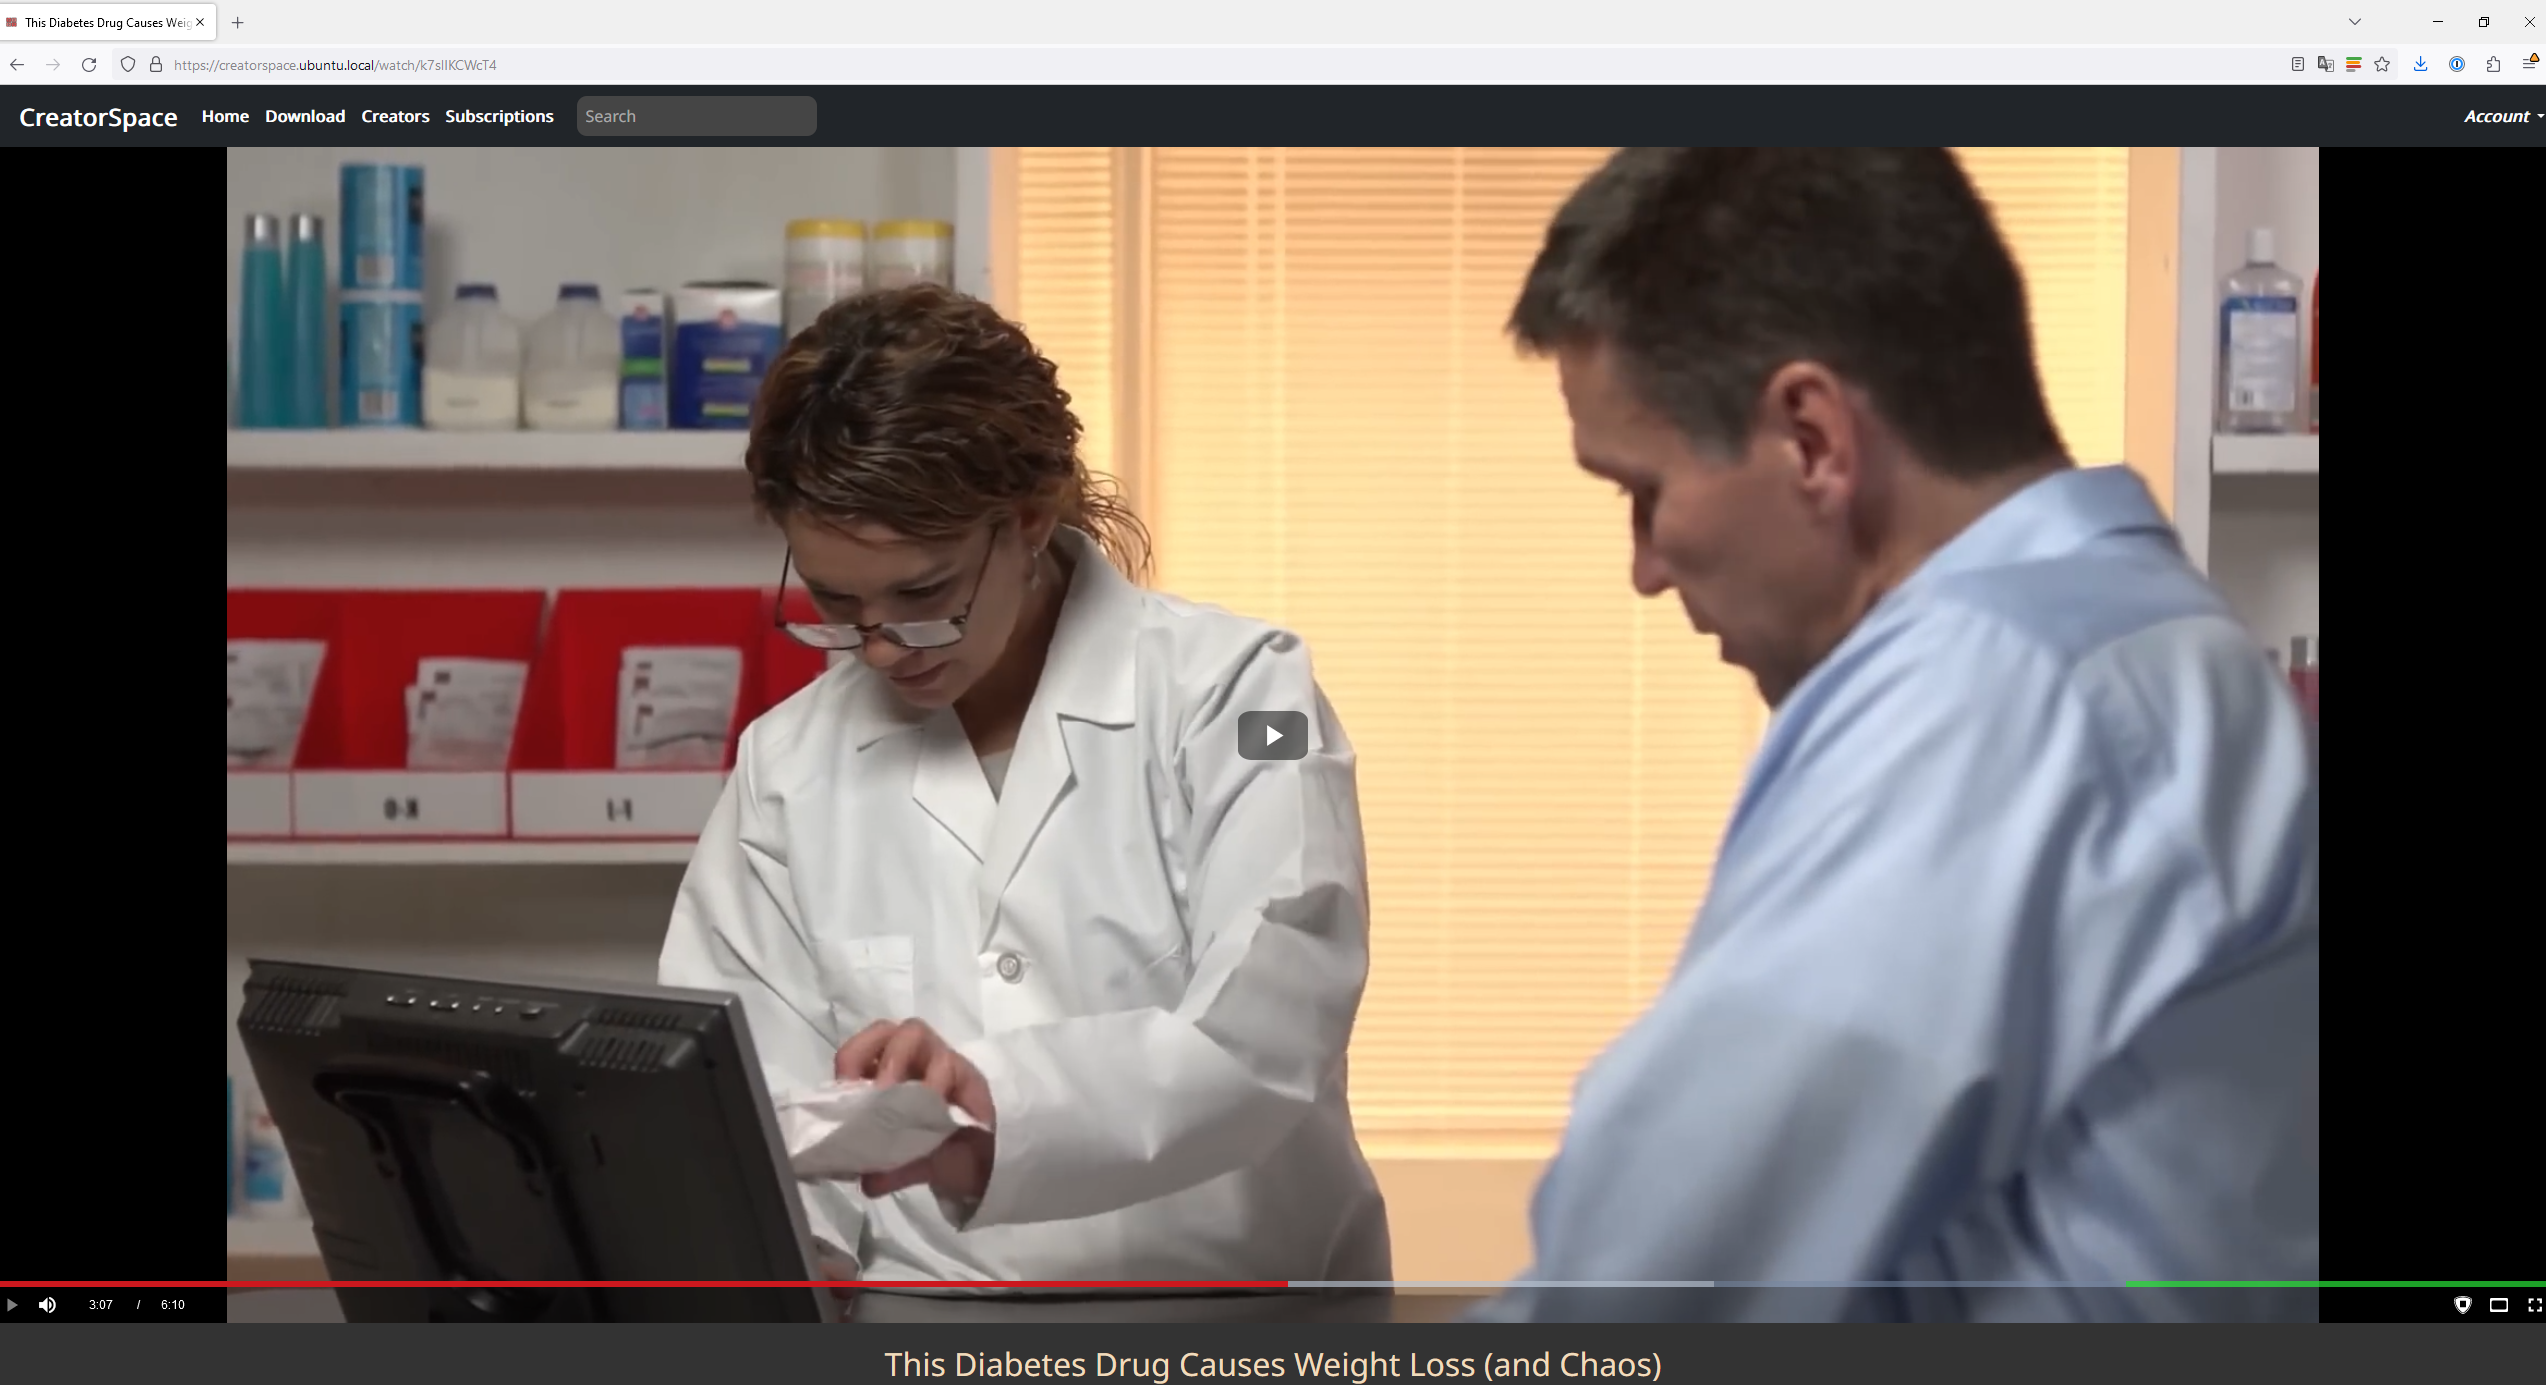 This Diabetes Drug Causes Weig
https://creatorspace.ubuntu.local/watch/k7sIIKCWcT4
CreatorSpace Home Download Creators Subscriptions Search Account
O-N
I-J
3:07 / 6:10
This Diabetes Drug Causes Weight Loss (and Chaos)